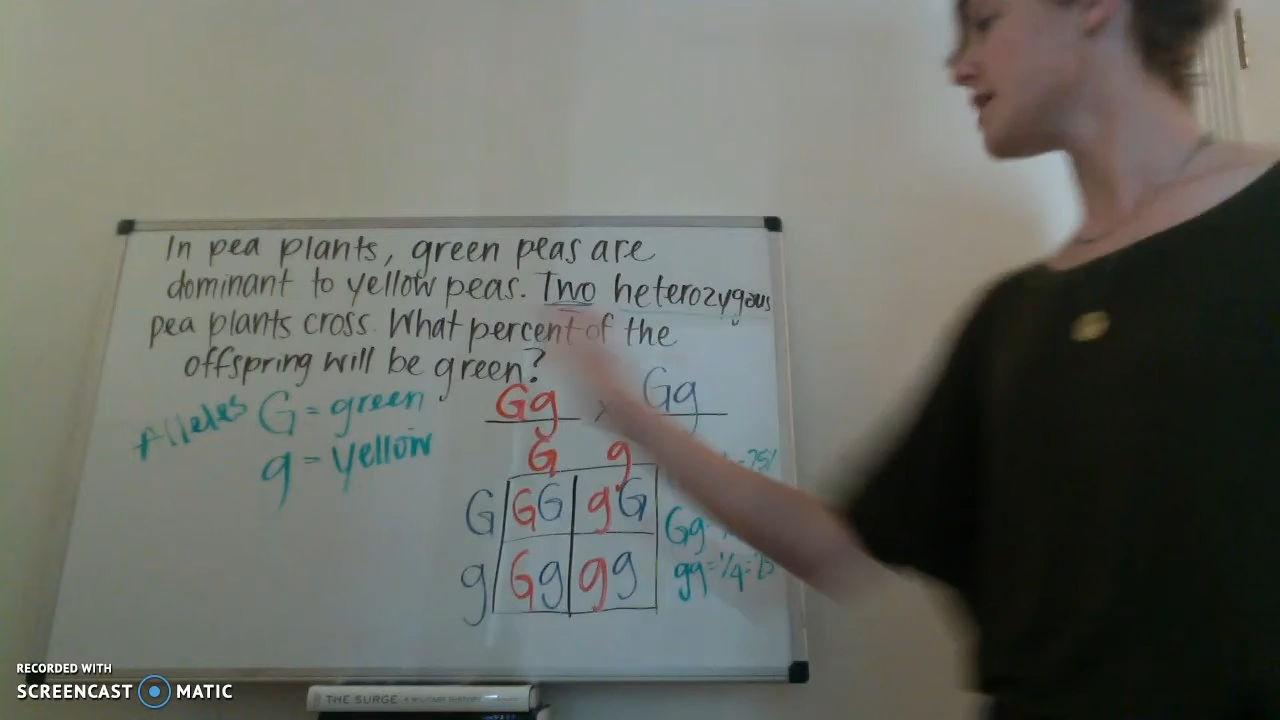 In pea plants, green peas are
dominant to yellow peas. Two heterozygous
pea plants cross. What percent of the
offspring will be green?
Alleles G = green
g = yellow
Gg x Gg
G g
G GG gG
g Gg gg
Gg
gg = 1/4 =
RECORDED WITH
SCREENCAST MATIC
THE SURGE